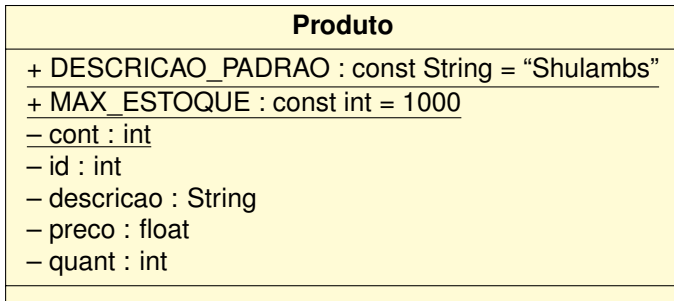 Produto
+ DESCRICAO_PADRAO : const String = “Shulambs”
+ MAX_ESTOQUE : const int = 1000
– cont : int
– id : int
– descricao : String
– preco : float
– quant : int